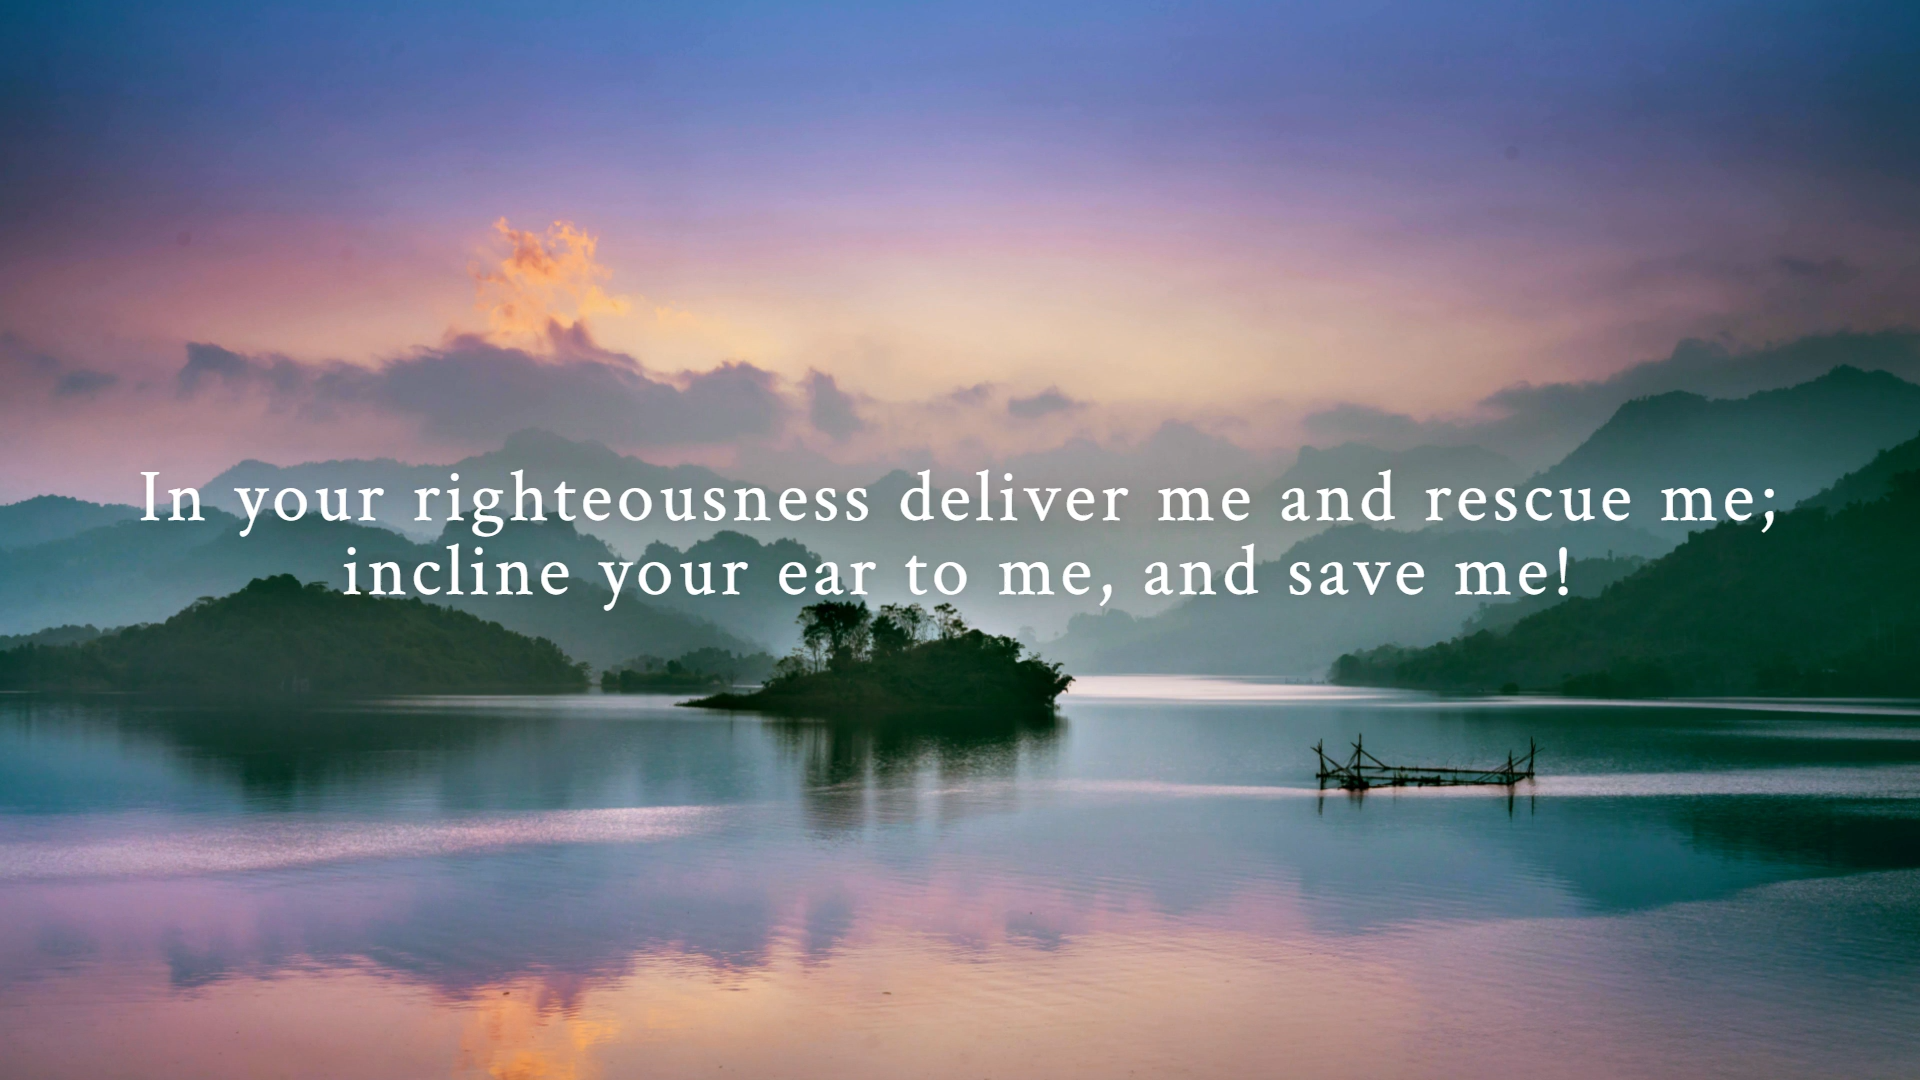 In your righteousness deliver me and rescue me;
incline your ear to me, and save me!